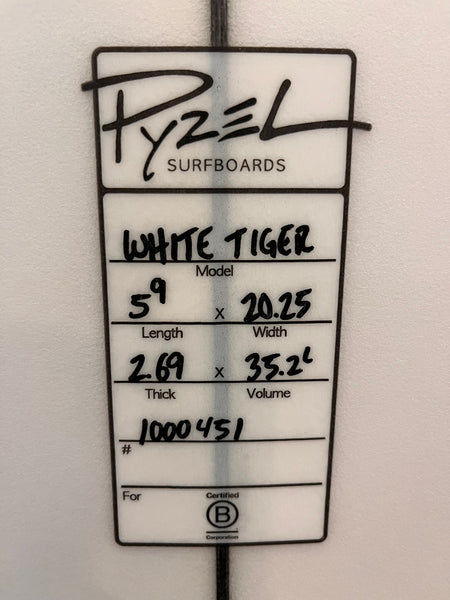 PYZEL
SURFBOARDS
WHITE TIGER
Model
5⁹ x 20.25
Length Width
2.69 x 35.2ᴸ
Thick Volume
1000451
#
For
Certified
B
Corporation